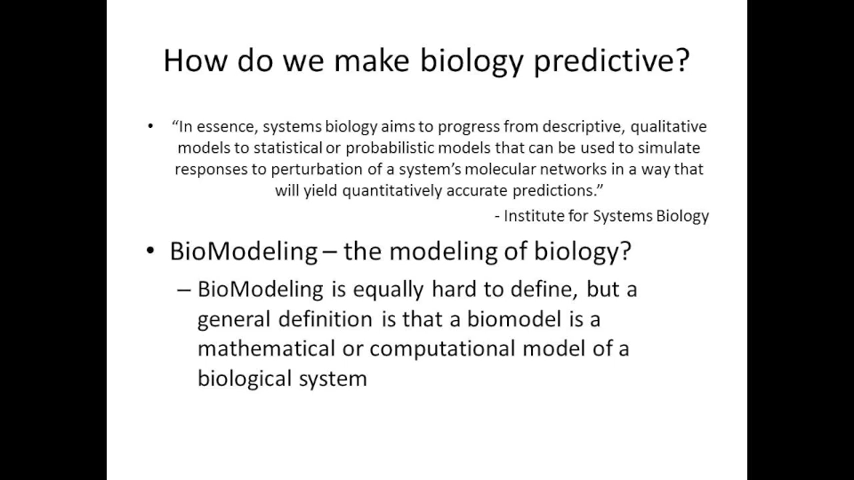 How do we make biology predictive?
• “In essence, systems biology aims to progress from descriptive, qualitative
models to statistical or probabilistic models that can be used to simulate
responses to perturbation of a system’s molecular networks in a way that
will yield quantitatively accurate predictions.”
- Institute for Systems Biology
• BioModeling – the modeling of biology?
– BioModeling is equally hard to define, but a
general definition is that a biomodel is a
mathematical or computational model of a
biological system